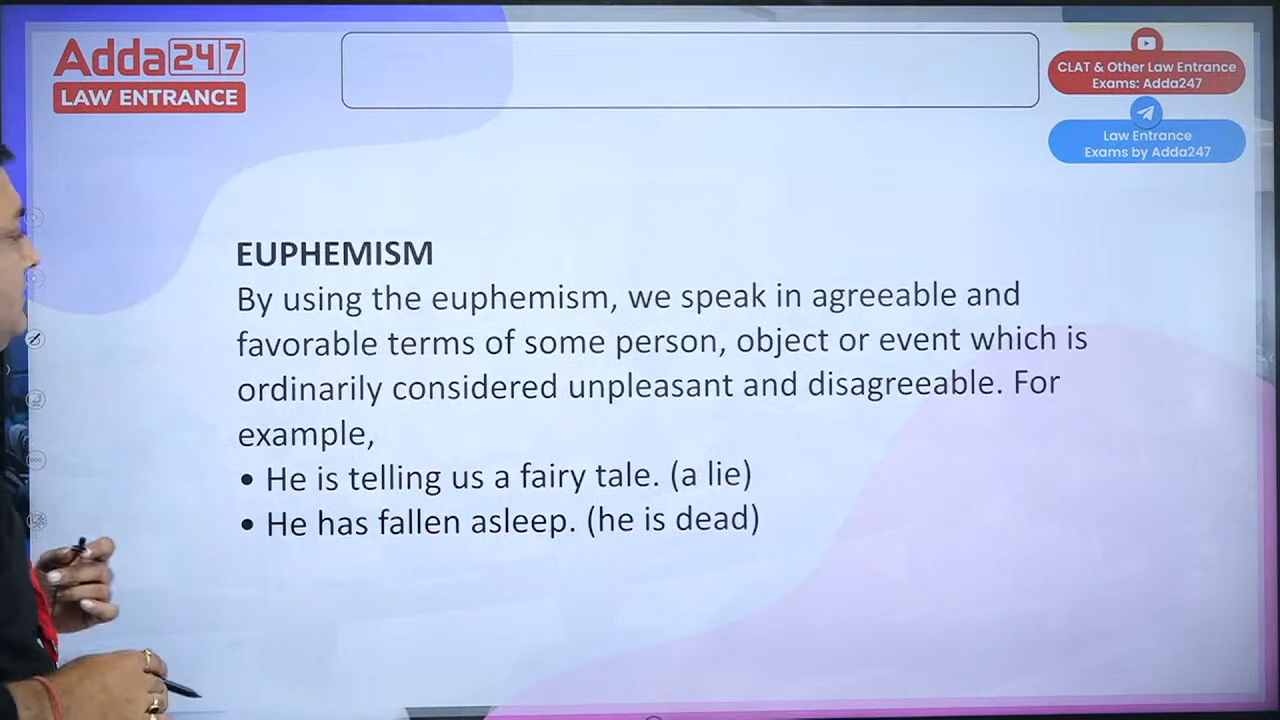 Adda247
LAW ENTRANCE
CLAT & Other Law Entrance
Exams: Adda247
Law Entrance
Exams by Adda247
EUPHEMISM
By using the euphemism, we speak in agreeable and
favorable terms of some person, object or event which is
ordinarily considered unpleasant and disagreeable. For
example,
• He is telling us a fairy tale. (a lie)
• He has fallen asleep. (he is dead)